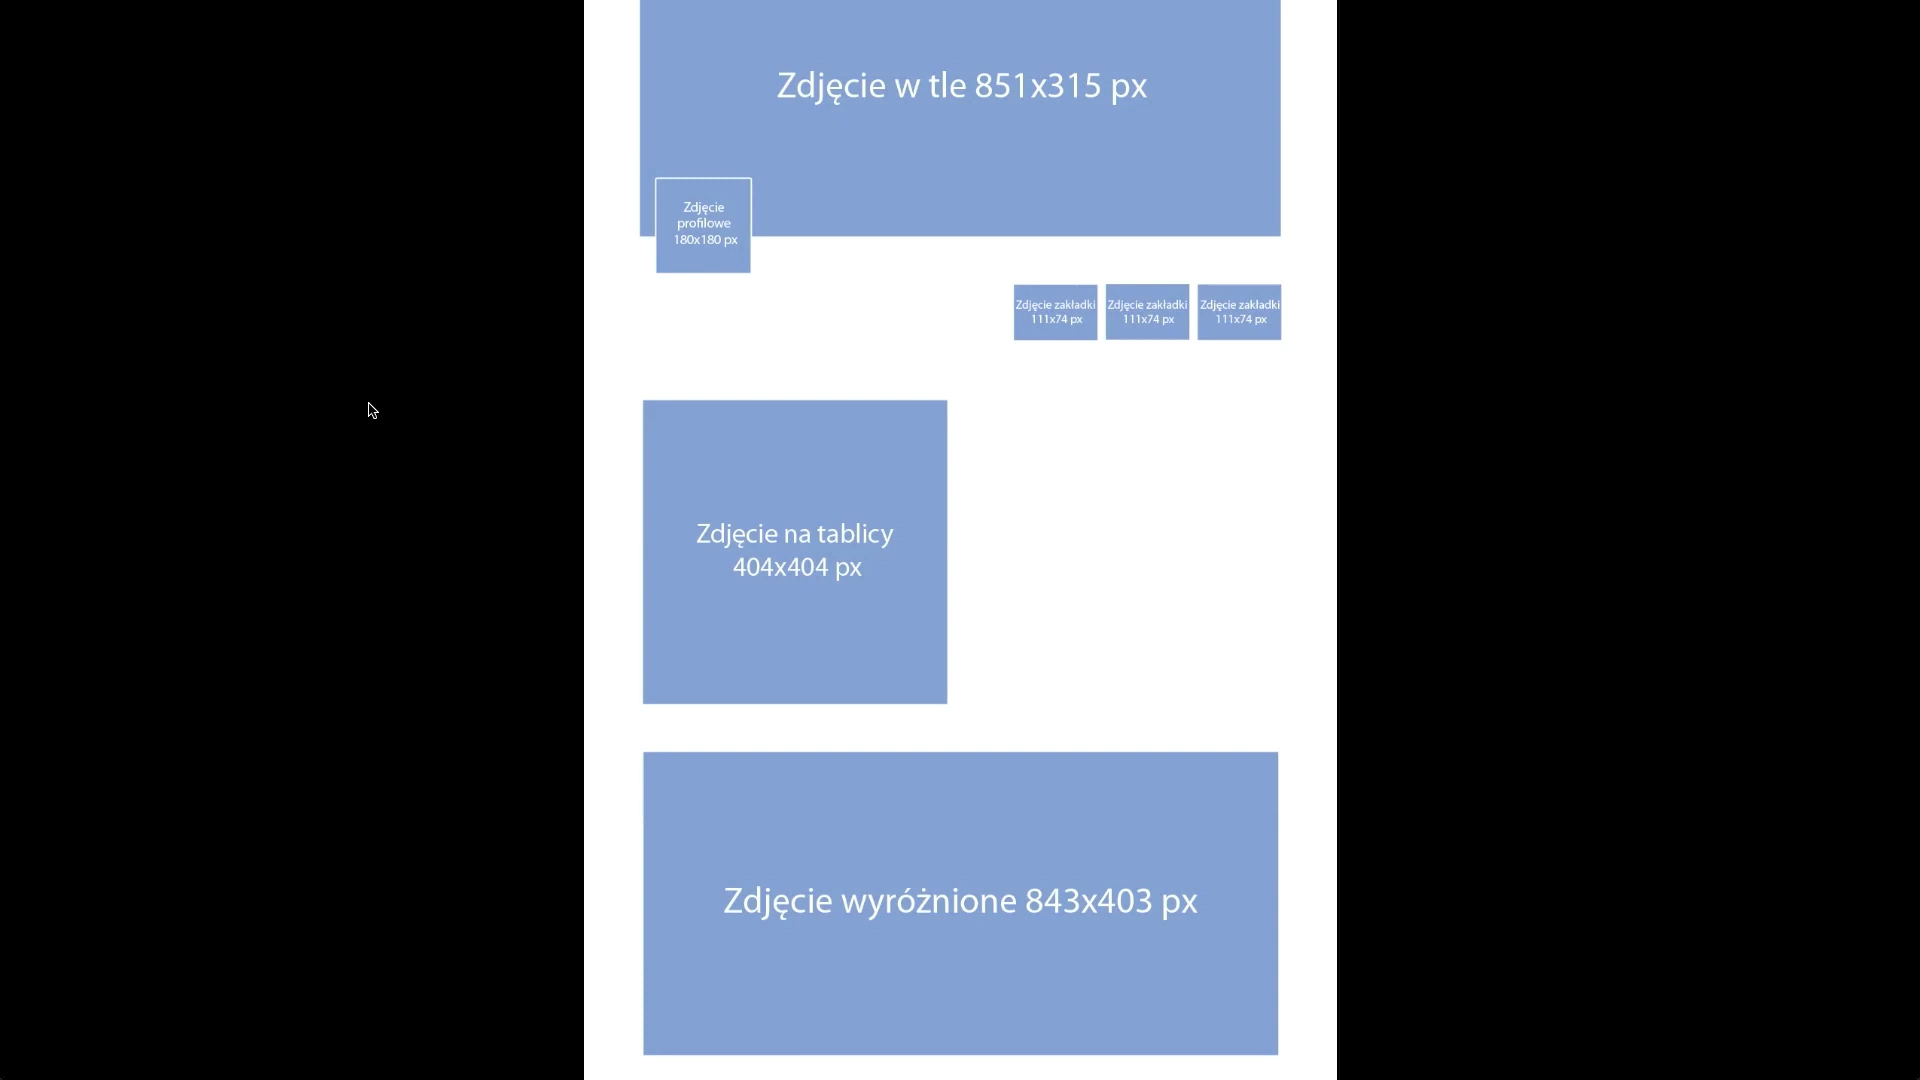 Zdjęcie w tle 851x315 px
Zdjęcie
profilowe
180x180 px
Zdjęcie zakładki
111x74 px
Zdjęcie zakładki
111x74 px
Zdjęcie zakładki
111x74 px
Zdjęcie na tablicy
404x404 px
Zdjęcie wyróżnione 843x403 px